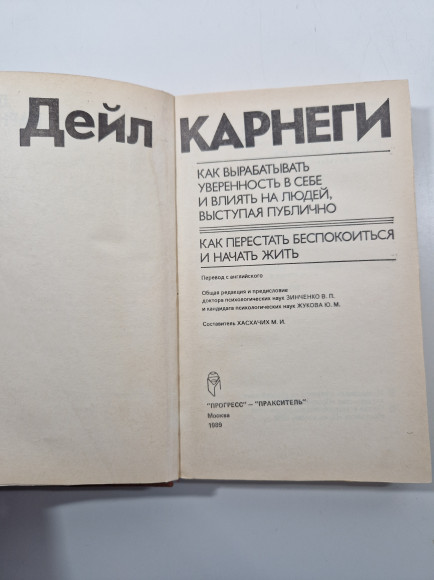 Дейл КАРНЕГИ
КАК ВЫРАБАТЫВАТЬ
УВЕРЕННОСТЬ В СЕБЕ
И ВЛИЯТЬ НА ЛЮДЕЙ,
ВЫСТУПАЯ ПУБЛИЧНО
КАК ПЕРЕСТАТЬ БЕСПОКОИТЬСЯ
И НАЧАТЬ ЖИТЬ
Перевод с английского
Общая редакция и предисловие
доктора психологических наук ЗИНЧЕНКО В. П.
и кандидата психологических наук ЖУКОВА Ю. М.
Составитель ХАСХАЧИХ М. И.
"ПРОГРЕСС" – "ПРАКСИТЕЛЬ"
Москва
1989